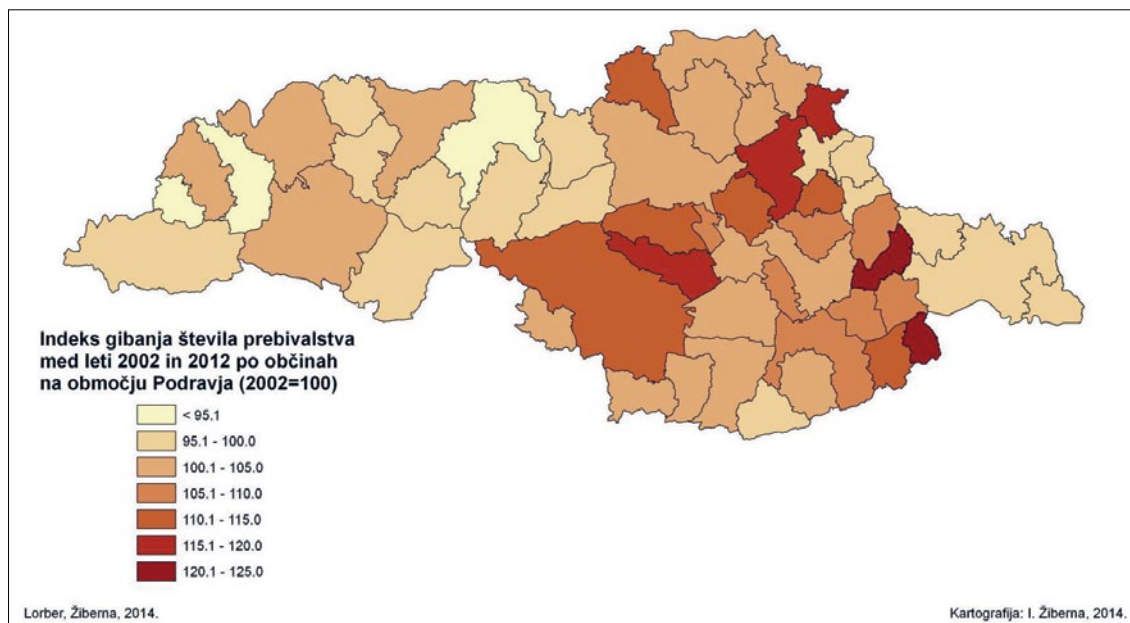 Indeks gibanja števila prebivalstva
med leti 2002 in 2012 po občinah
na območju Podravja (2002=100)
< 95.1
95.1 - 100.0
100.1 - 105.0
105.1 - 110.0
110.1 - 115.0
115.1 - 120.0
120.1 - 125.0
Lorber, Žiberna, 2014.
Kartografija: I. Žiberna, 2014.